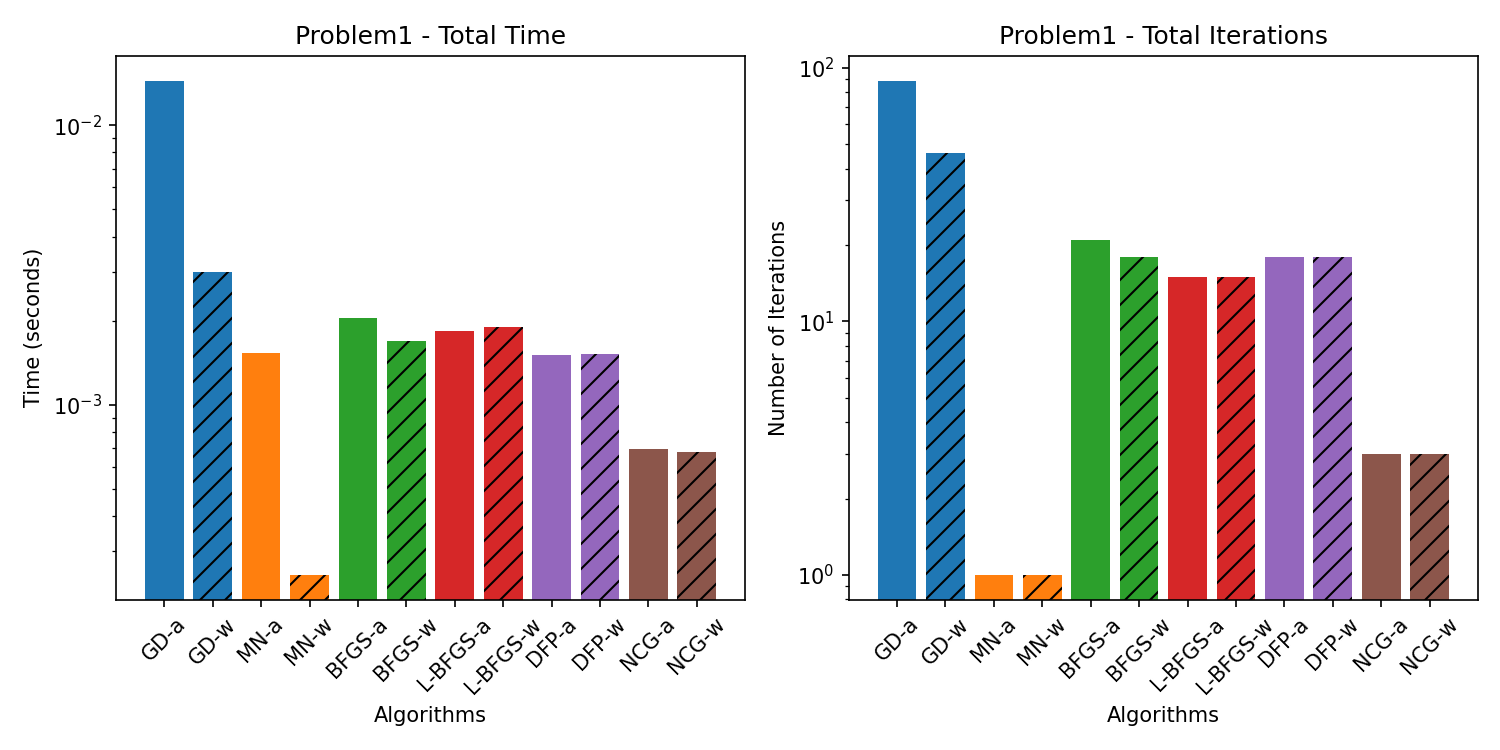 Problem1 - Total Time
Time (seconds)
10⁻²
10⁻³
GD-a
GD-w
MN-a
MN-w
BFGS-a
BFGS-w
L-BFGS-a
L-BFGS-w
DFP-a
DFP-w
NCG-a
NCG-w
Algorithms
Problem1 - Total Iterations
Number of Iterations
10²
10¹
10⁰
GD-a
GD-w
MN-a
MN-w
BFGS-a
BFGS-w
L-BFGS-a
L-BFGS-w
DFP-a
DFP-w
NCG-a
NCG-w
Algorithms